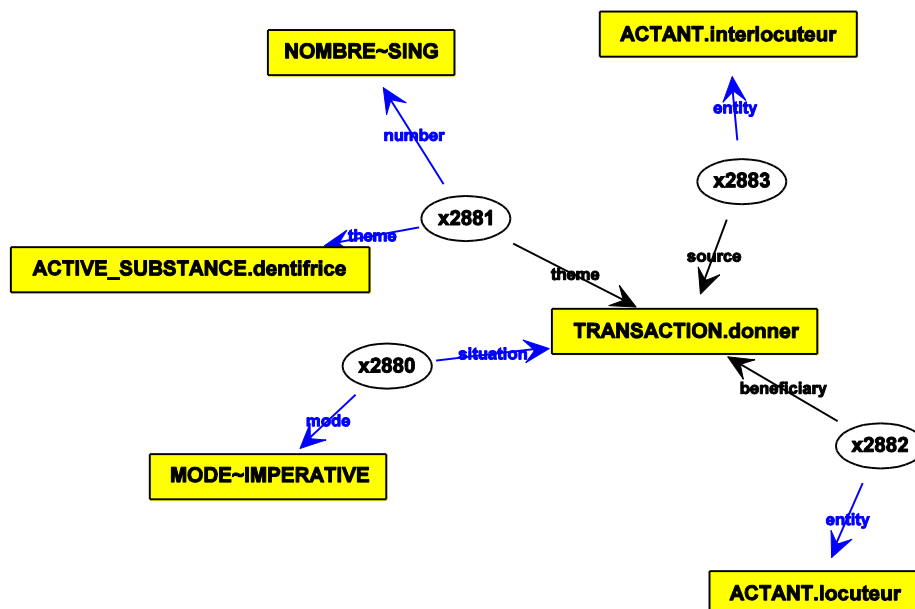 ACTANT.interlocuteur
NOMBRE~SING
entity
number
x2883
x2881
theme
source
ACTIVE_SUBSTANCE.dentifrice
theme
TRANSACTION.donner
situation
x2880
beneficiary
mode
x2882
MODE~IMPERATIVE
entity
ACTANT.locuteur